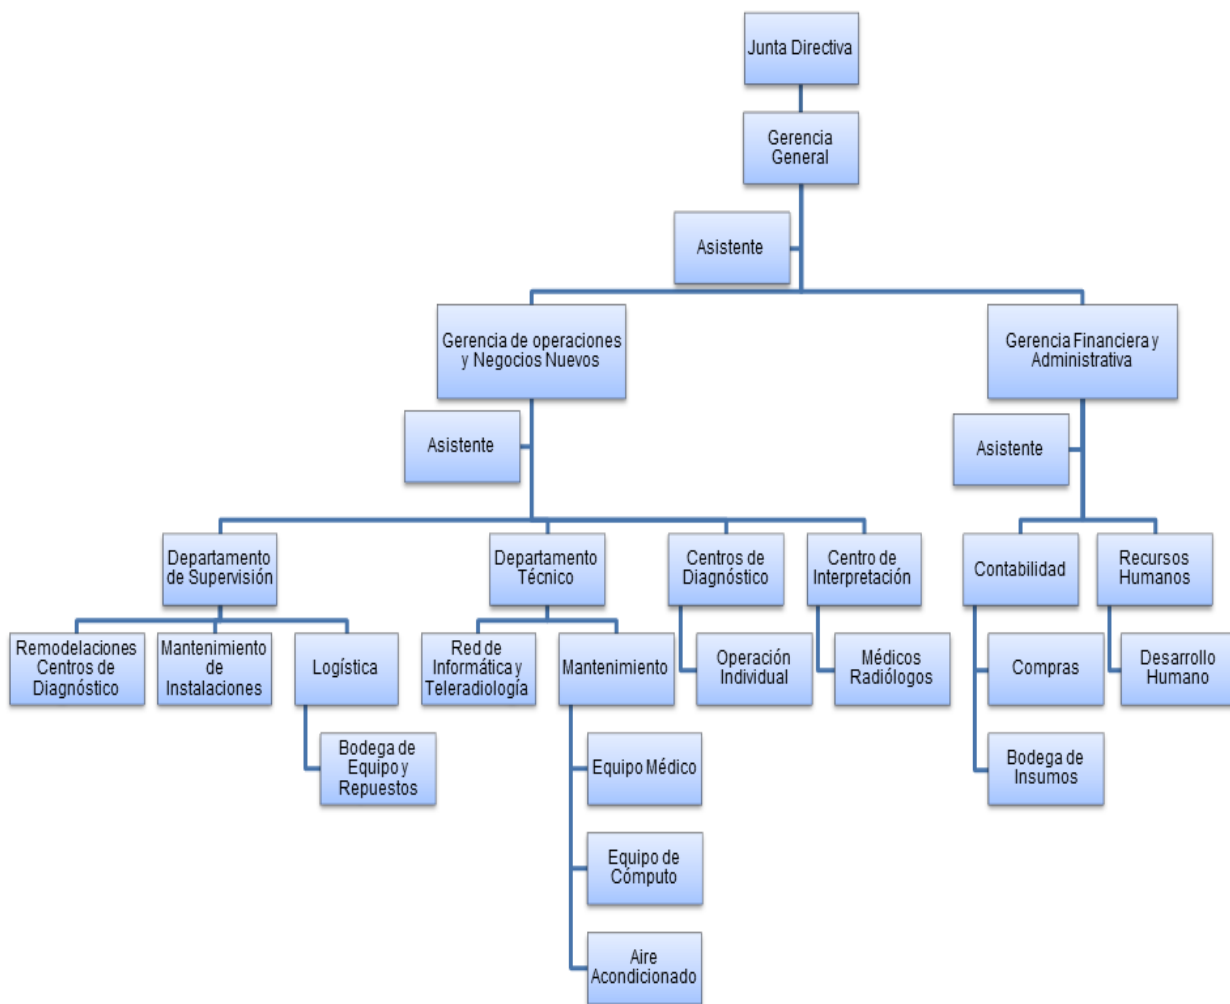 Junta Directiva
Gerencia
General
Asistente
Gerencia de operaciones
y Negocios Nuevos
Gerencia Financiera y
Administrativa
Asistente
Asistente
Departamento
de Supervisión
Departamento
Técnico
Centros de
Diagnóstico
Centro de
Interpretación
Contabilidad
Recursos
Humanos
Remodelaciones
Centros de
Diagnóstico
Mantenimiento
de
Instalaciones
Logística
Red de
Informática y
Teleradiología
Mantenimiento
Operación
Individual
Médicos
Radiólogos
Compras
Desarrollo
Humano
Bodega de
Equipo y
Repuestos
Equipo Médico
Bodega de
Insumos
Equipo de
Cómputo
Aire
Acondicionado